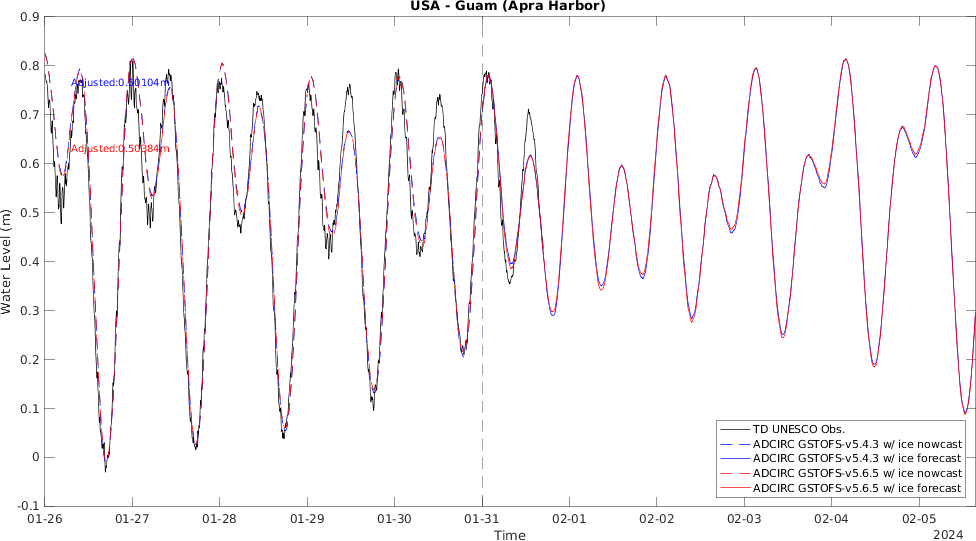 USA - Guam (Apra Harbor)
0.9
0.8
0.7
0.6
0.5
0.4
0.3
0.2
0.1
0
-0.1
Water Level (m)
Adjusted:0.50104m
Adjusted:0.50384m
TD UNESCO Obs.
ADCIRC GSTOFS-v5.4.3 w/ ice nowcast
ADCIRC GSTOFS-v5.4.3 w/ ice forecast
ADCIRC GSTOFS-v5.6.5 w/ ice nowcast
ADCIRC GSTOFS-v5.6.5 w/ ice forecast
01-26 01-27 01-28 01-29 01-30 01-31 02-01 02-02 02-03 02-04 02-05
Time
2024